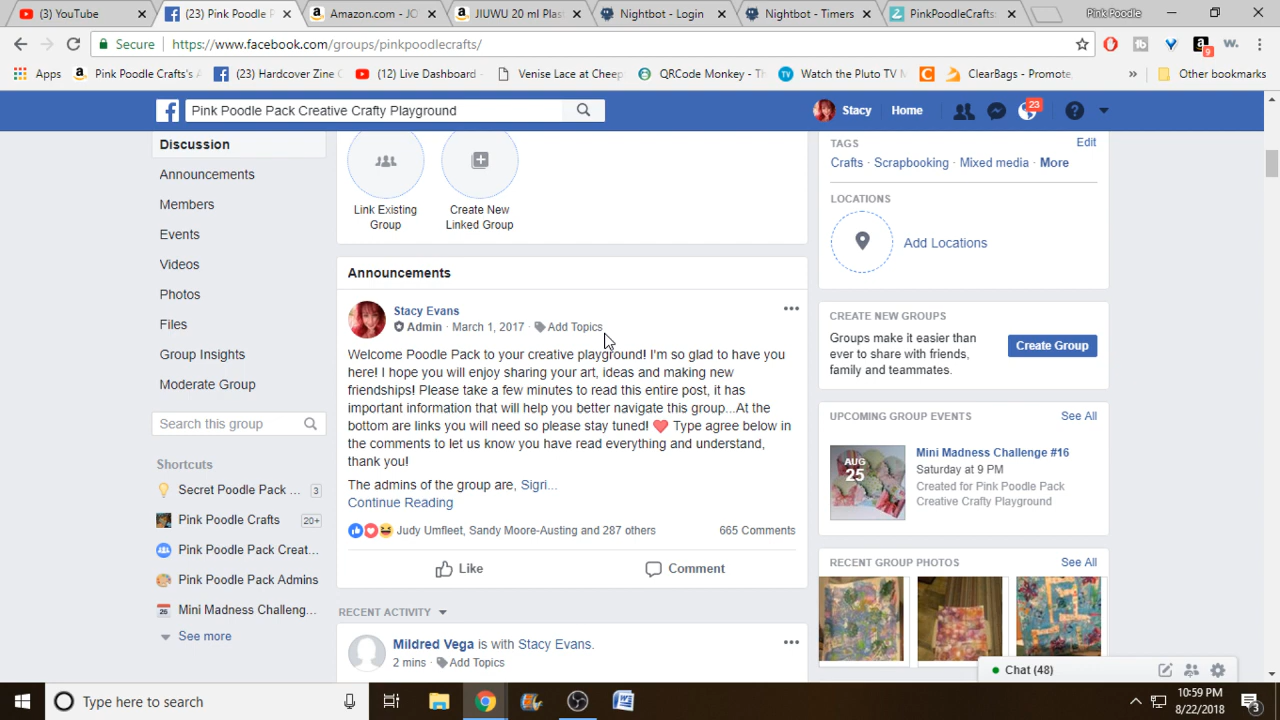 (3) YouTube
(23) Pink Poodle P
Amazon.com - JO
JIUWU 20 ml Plas
Nightbot - Login
Nightbot - Timers
PinkPoodleCrafts
Pink Poodle
Secure
https://www.facebook.com/groups/pinkpoodlecrafts/
9
Apps
Pink Poodle Crafts's A
(23) Hardcover Zine C
(12) Live Dashboard -
Venise Lace at Cheep
QRCode Monkey - Th
Watch the Pluto TV M
ClearBags - Promote
Other bookmarks
Pink Poodle Pack Creative Crafty Playground
Stacy
Home
23
Discussion
Announcements
Members
Events
Videos
Photos
Files
Group Insights
Moderate Group
Search this group
Shortcuts
Secret Poodle Pack ... 3
Pink Poodle Crafts 20+
Pink Poodle Pack Creat...
Pink Poodle Pack Admins
Mini Madness Challeng...
See more
Link Existing
Group
Create New
Linked Group
Announcements
Stacy Evans
Admin · March 1, 2017 · Add Topics
Welcome Poodle Pack to your creative playground! I'm so glad to have you
here! I hope you will enjoy sharing your art, ideas and making new
friendships! Please take a few minutes to read this entire post, it has
important information that will help you better navigate this group...At the
bottom are links you will need so please stay tuned! ❤ Type agree below in
the comments to let us know you have read everything and understand,
thank you!
The admins of the group are, Sigri...
Continue Reading
Judy Umfleet, Sandy Moore-Austing and 287 others
665 Comments
Like
Comment
RECENT ACTIVITY
Mildred Vega is with Stacy Evans.
2 mins · Add Topics
TAGS
Edit
Crafts · Scrapbooking · Mixed media · More
LOCATIONS
Add Locations
CREATE NEW GROUPS
Groups make it easier than
ever to share with friends,
family and teammates.
Create Group
UPCOMING GROUP EVENTS
See All
AUG
25
Mini Madness Challenge #16
Saturday at 9 PM
Created for Pink Poodle Pack
Creative Crafty Playground
RECENT GROUP PHOTOS
See All
Chat (48)
Type here to search
10:59 PM
8/22/2018
3